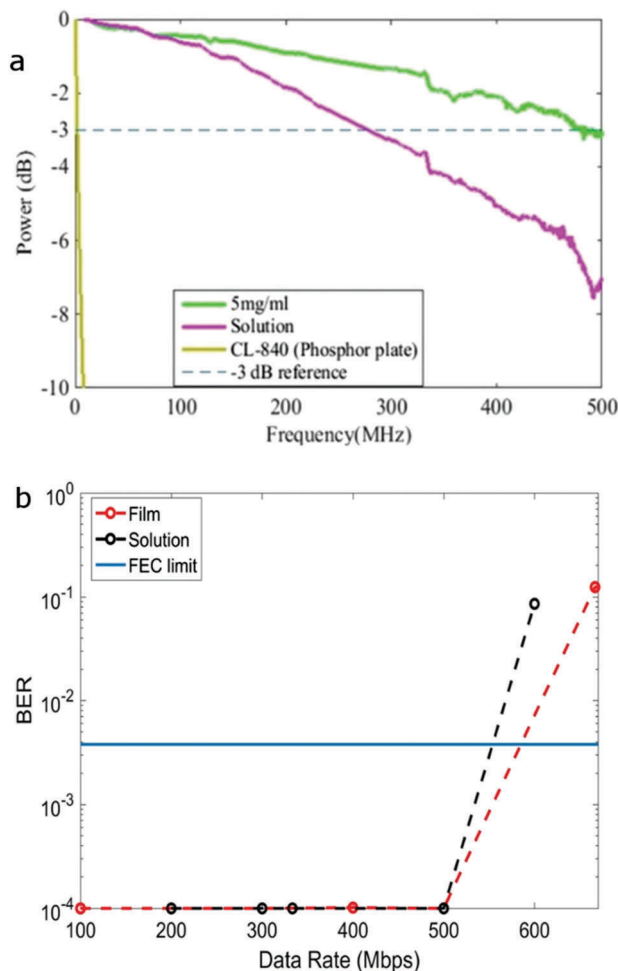 a
0
-2
-3
-4
-6
-8
-10
Power (dB)
5mg/ml
Solution
CL-840 (Phosphor plate)
-3 dB reference
0 100 200 300 400 500
Frequency(MHz)
b
10^0
10^-1
10^-2
10^-3
10^-4
BER
Film
Solution
FEC limit
100 200 300 400 500 600
Data Rate (Mbps)